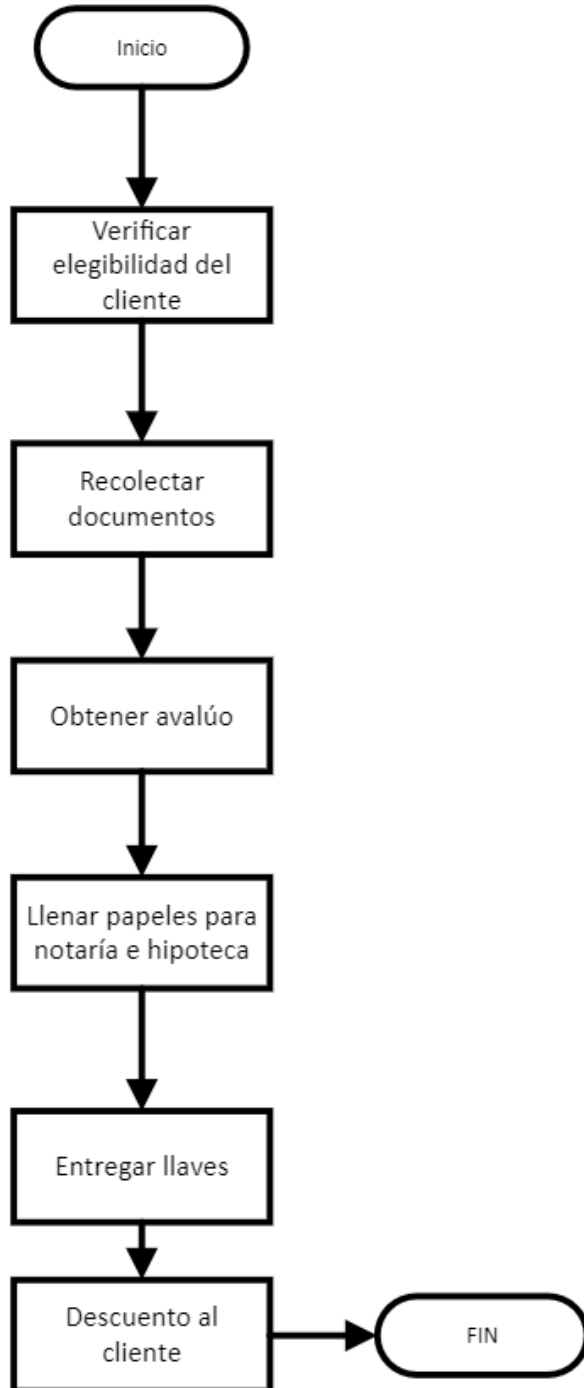 Inicio
Verificar
elegibilidad del
cliente
Recolectar
documentos
Obtener avalúo
Llenar papeles para
notaría e hipoteca
Entregar llaves
Descuento al
cliente
FIN